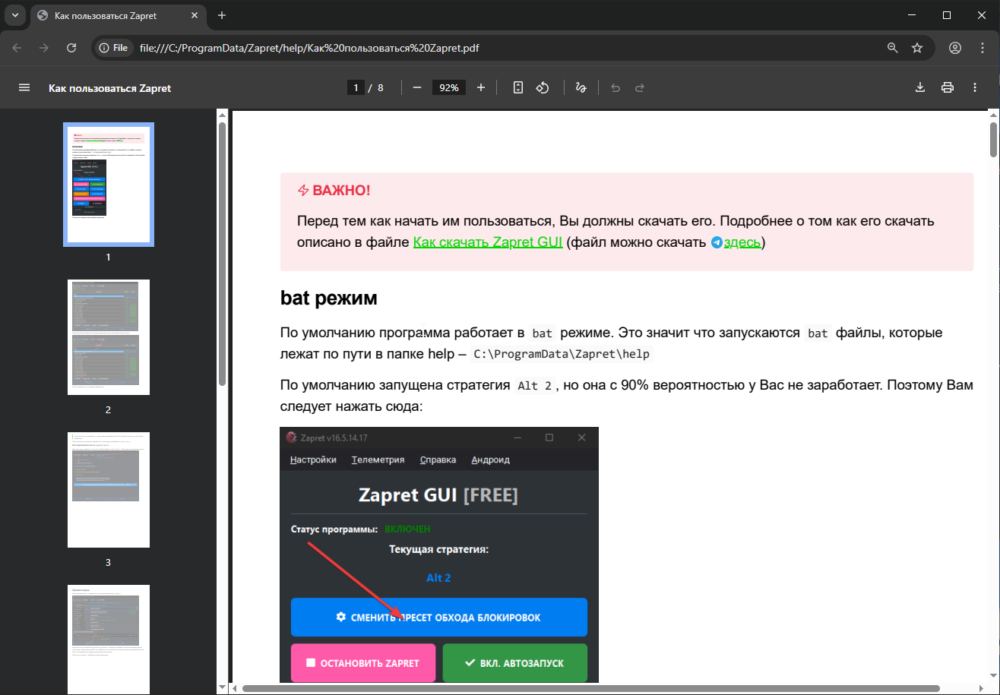 Как пользоваться Zapret
File
file:///C:/ProgramData/Zapret/help/Как%20пользоваться%20Zapret.pdf
Как пользоваться Zapret
1 / 8
92%
1
2
3
ВАЖНО!
Перед тем как начать им пользоваться, Вы должны скачать его. Подробнее о том как его скачать
описано в файле Как скачать Zapret GUI (файл можно скачать здесь)
bat режим
По умолчанию программа работает в bat режиме. Это значит что запускаются bat файлы, которые
лежат по пути в папке help – C:\ProgramData\Zapret\help
По умолчанию запущена стратегия Alt 2, но она с 90% вероятностью у Вас не заработает. Поэтому Вам
следует нажать сюда:
Zapret v16.5.14.17
Настройки Телеметрия Справка Андроид
Zapret GUI [FREE]
Статус программы: ВКЛЮЧЕН
Текущая стратегия:
Alt 2
СМЕНИТЬ ПРЕСЕТ ОБХОДА БЛОКИРОВОК
ОСТАНОВИТЬ ZAPRET
ВКЛ. АВТОЗАПУСК